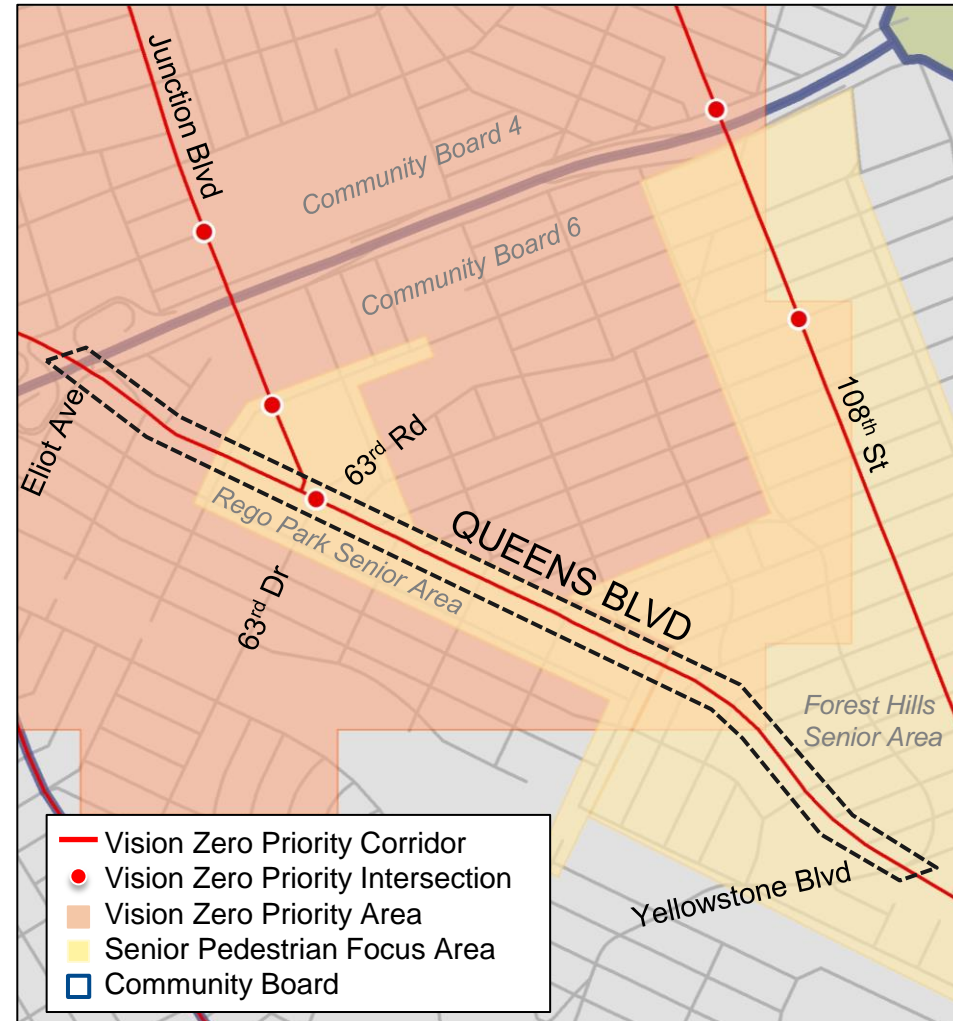 Junction Blvd
Community Board 4
Community Board 6
Eliot Ave
63rd Rd
108th St
Rego Park Senior Area
QUEENS BLVD
63rd Dr
Forest Hills
Senior Area
Yellowstone Blvd
Vision Zero Priority Corridor
Vision Zero Priority Intersection
Vision Zero Priority Area
Senior Pedestrian Focus Area
Community Board